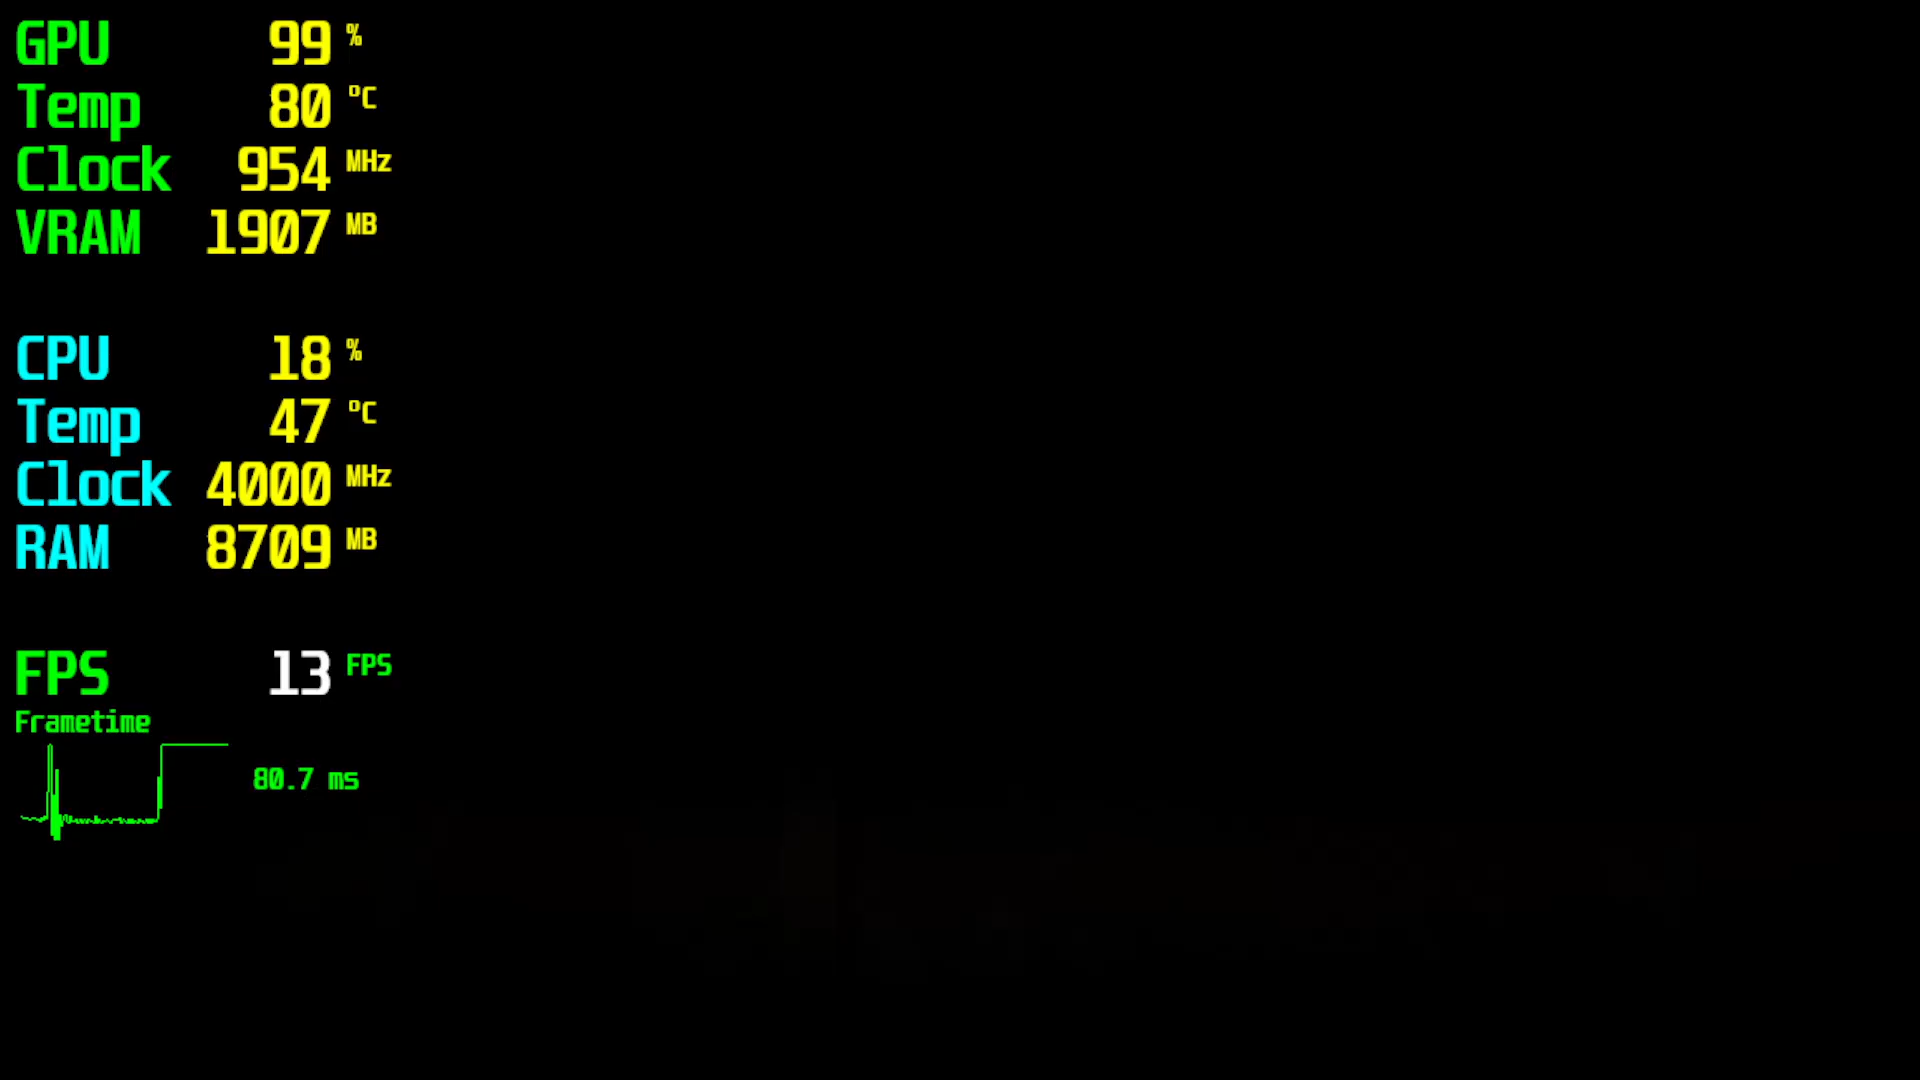 GPU 99 %
Temp 80 °C
Clock 954 MHz
VRAM 1907 MB
CPU 18 %
Temp 47 °C
Clock 4000 MHz
RAM 8709 MB
FPS 13 FPS
Frametime
80.7 ms